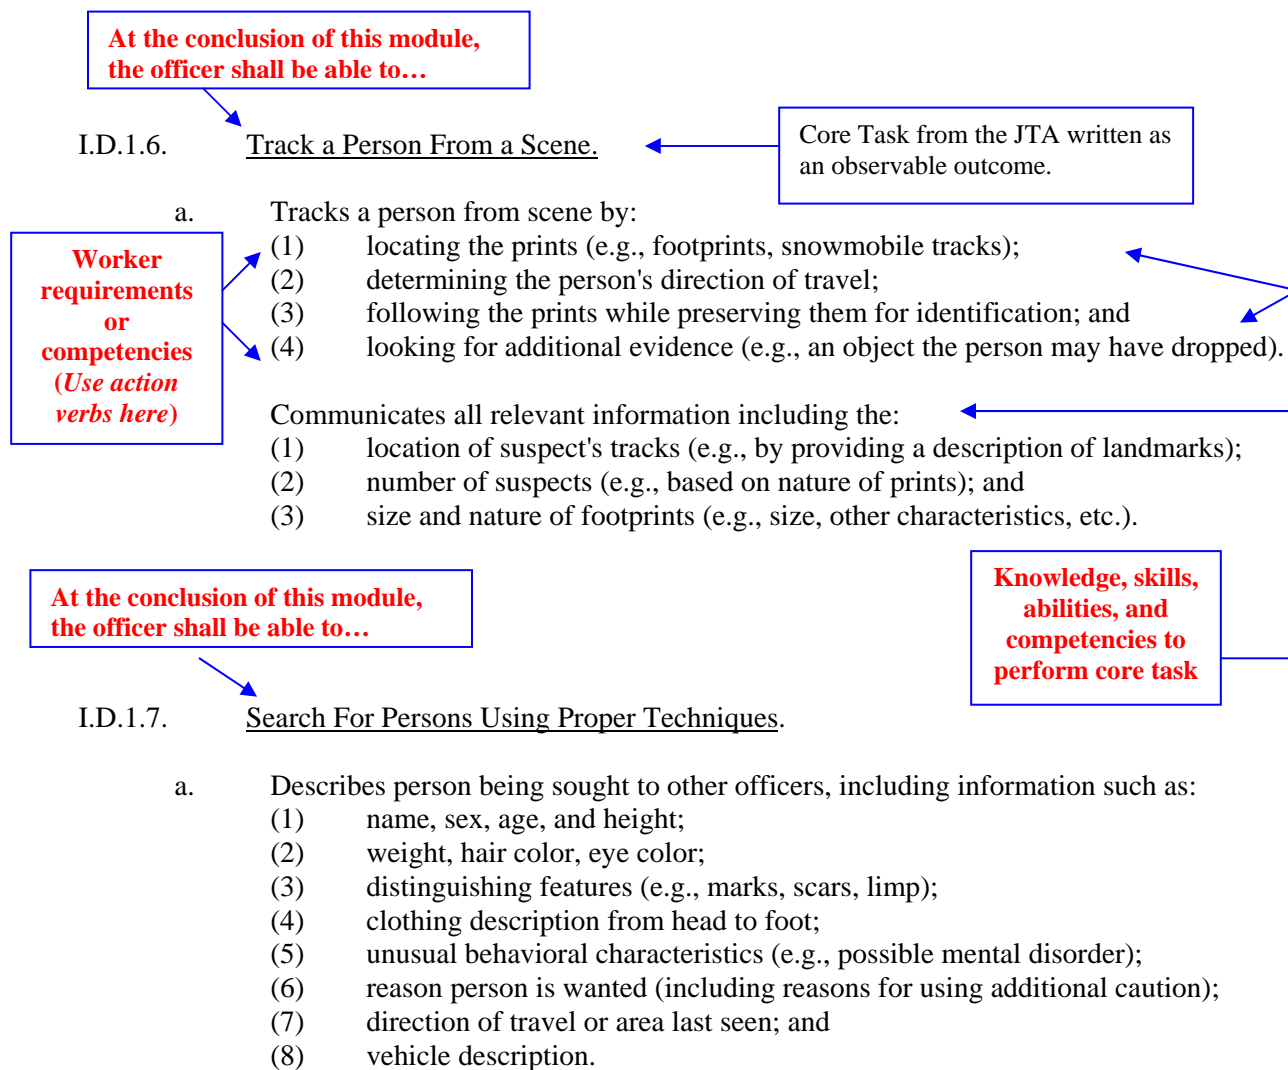 At the conclusion of this module,
the officer shall be able to…
I.D.1.6. Track a Person From a Scene.
Core Task from the JTA written as
an observable outcome.
a. Tracks a person from scene by:
(1) locating the prints (e.g., footprints, snowmobile tracks);
(2) determining the person's direction of travel;
(3) following the prints while preserving them for identification; and
(4) looking for additional evidence (e.g., an object the person may have dropped).
Worker
requirements
or
competencies
(Use action
verbs here)
Communicates all relevant information including the:
(1) location of suspect's tracks (e.g., by providing a description of landmarks);
(2) number of suspects (e.g., based on nature of prints); and
(3) size and nature of footprints (e.g., size, other characteristics, etc.).
Knowledge, skills,
abilities, and
competencies to
perform core task
At the conclusion of this module,
the officer shall be able to…
I.D.1.7. Search For Persons Using Proper Techniques.
a. Describes person being sought to other officers, including information such as:
(1) name, sex, age, and height;
(2) weight, hair color, eye color;
(3) distinguishing features (e.g., marks, scars, limp);
(4) clothing description from head to foot;
(5) unusual behavioral characteristics (e.g., possible mental disorder);
(6) reason person is wanted (including reasons for using additional caution);
(7) direction of travel or area last seen; and
(8) vehicle description.